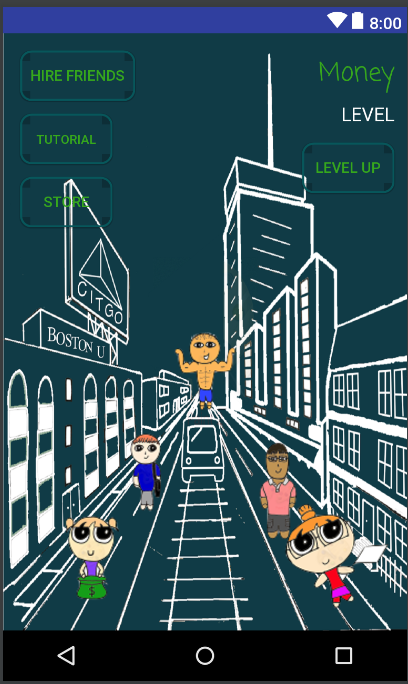 8:00
HIRE FRIENDS
Money
LEVEL
TUTORIAL
LEVEL UP
STORE
CITGO
BOSTON U
$